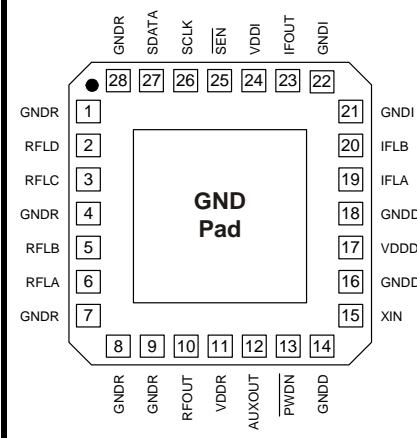 GNDR
SDATA
SCLK
SEN
VDDI
IFOUT
GNDI
28
27
26
25
24
23
22
GNDR 1
RFLD 2
RFLC 3
GNDR 4
RFLB 5
RFLA 6
GNDR 7
GND
Pad
21 GNDI
20 IFLB
19 IFLA
18 GNDD
17 VDDD
16 GNDD
15 XIN
8
9
10
11
12
13
14
GNDR
GNDR
RFOUT
VDDR
AUXOUT
PWDN
GNDD